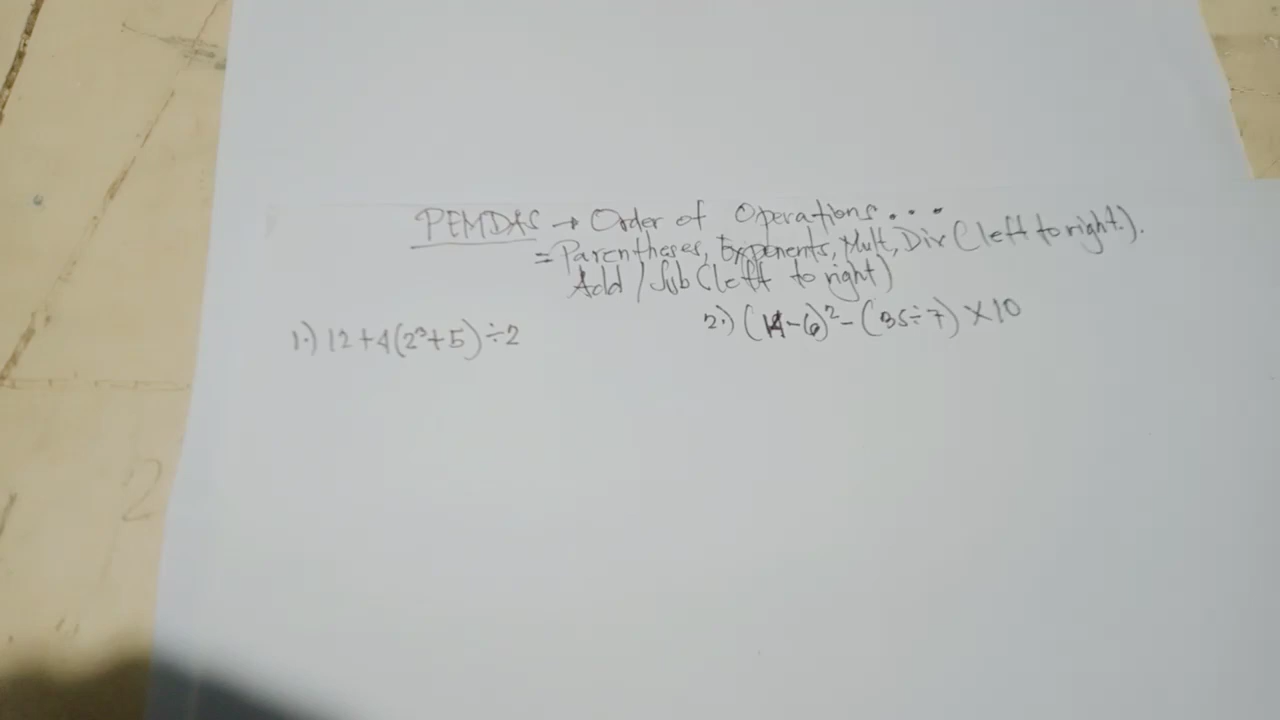 PEMDAS → Order of Operations...
= Parentheses, Exponents, Mult, Div (left to right.).
Add / Sub (left to right)
1.) 12+4(2³+5)÷2
2.) (14-6)²-(35÷7)×10
2